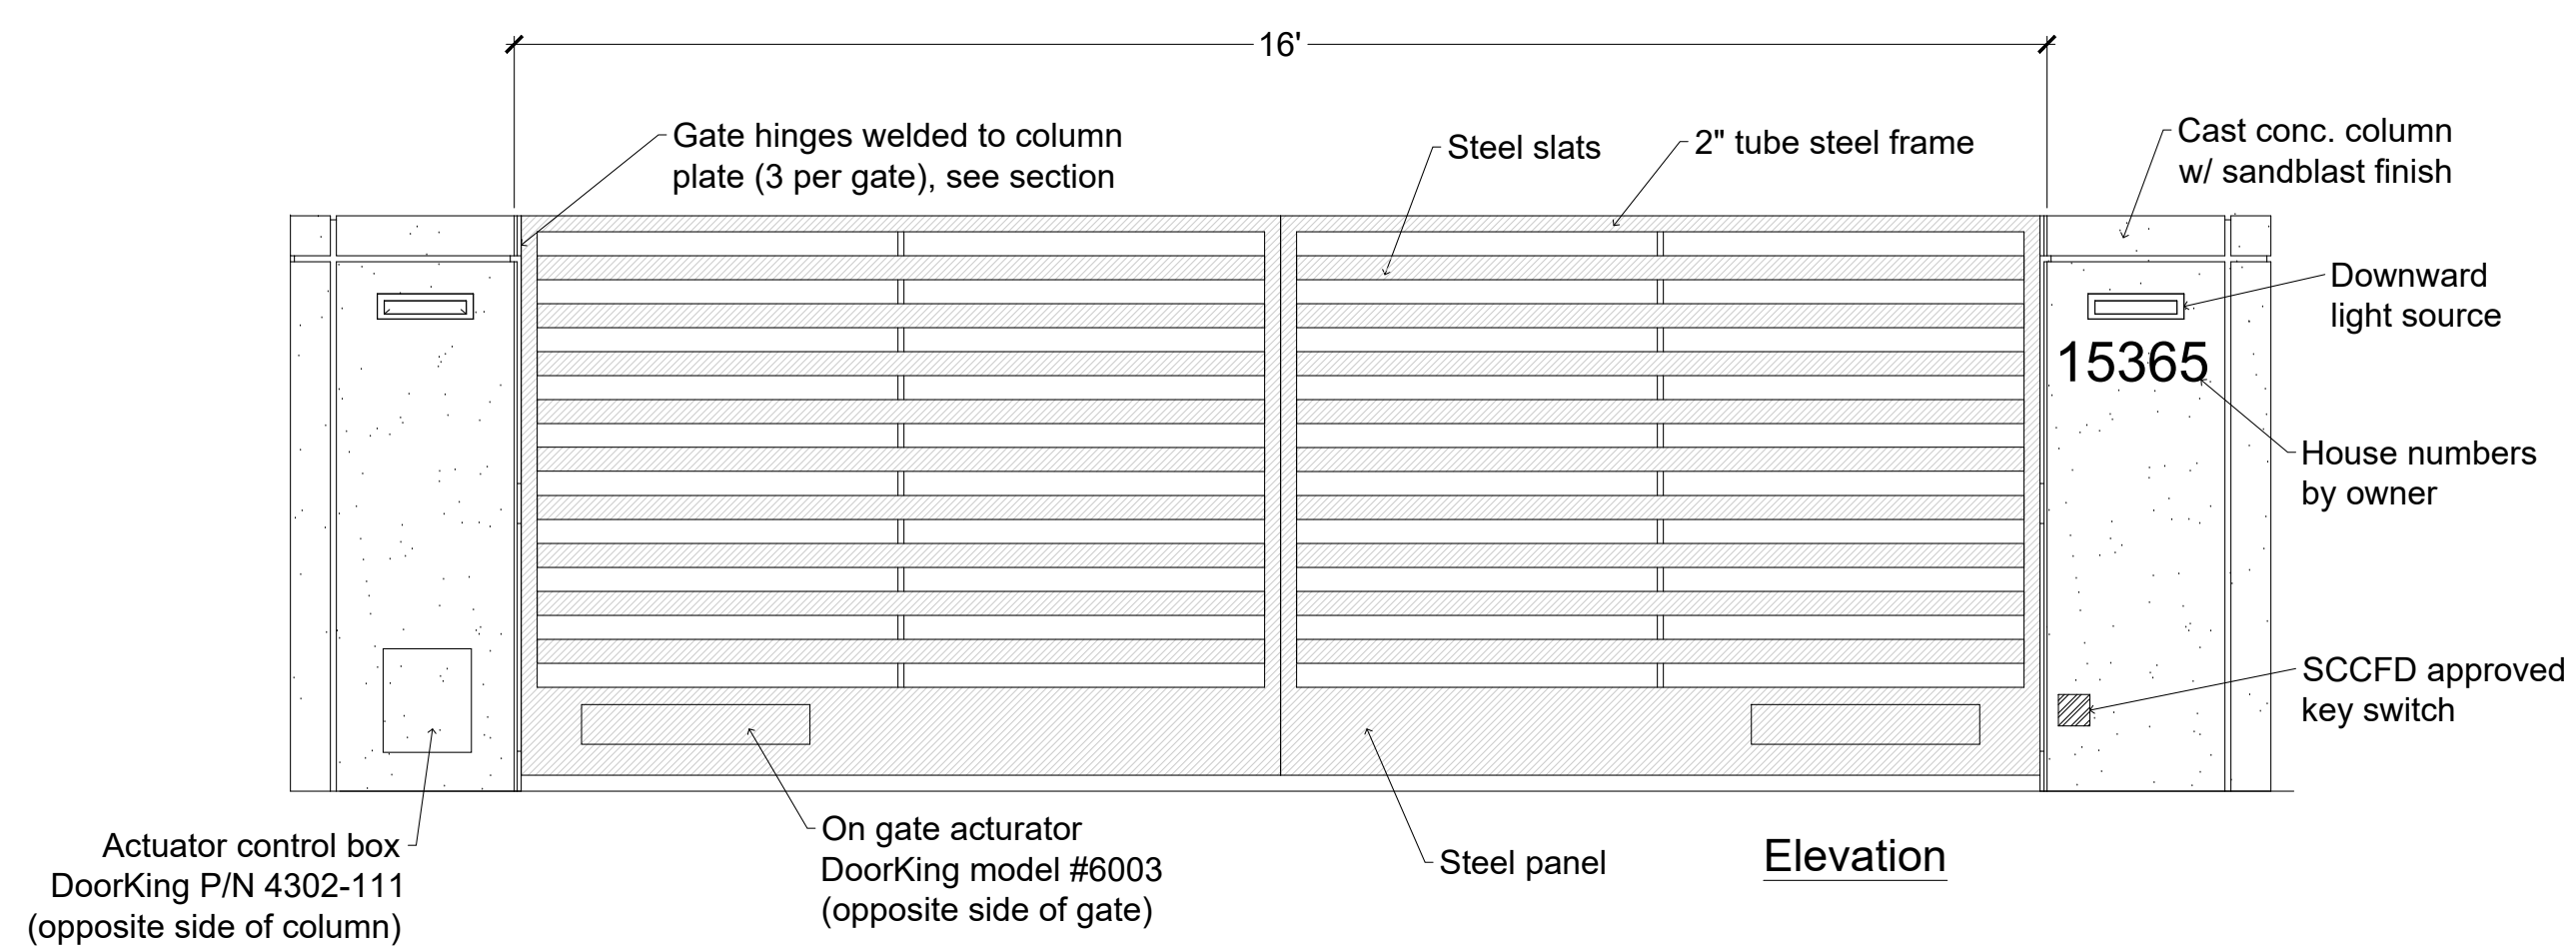 16'
Gate hinges welded to column
plate (3 per gate), see section
Steel slats
2" tube steel frame
Cast conc. column
w/ sandblast finish
Downward
light source
15365
House numbers
by owner
SCCFD approved
key switch
Actuator control box
DoorKing P/N 4302-111
(opposite side of column)
On gate acturator
DoorKing model #6003
(opposite side of gate)
Steel panel
Elevation